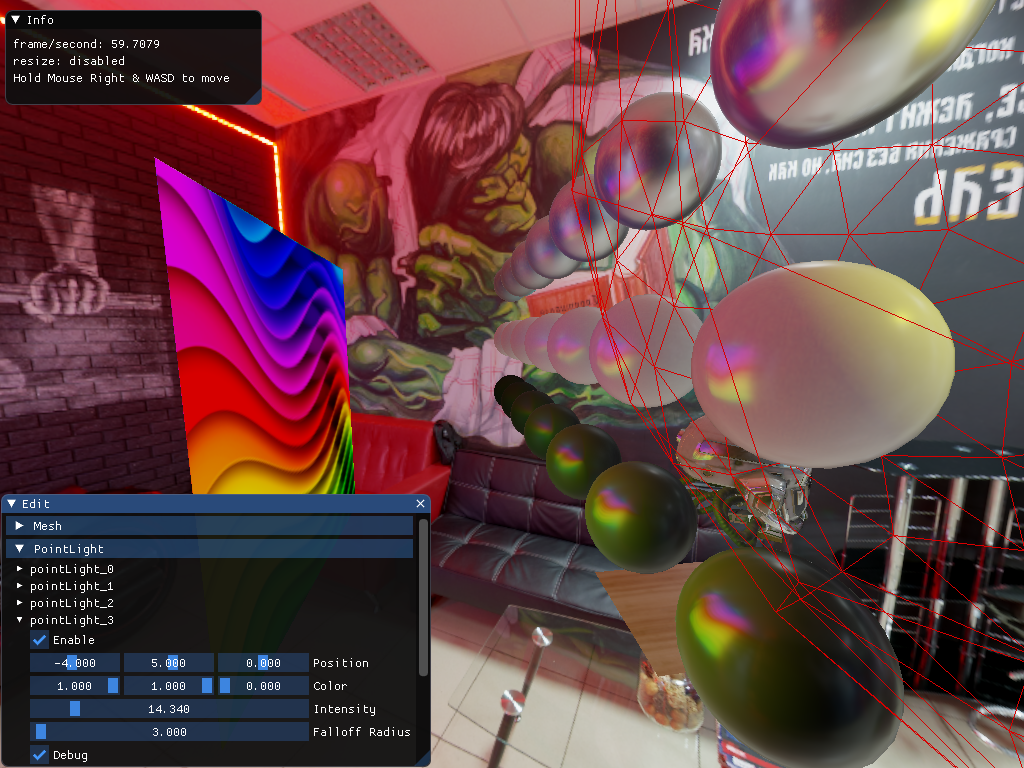 Info
frame/second: 59.7079
resize: disabled
Hold Mouse Right & WASD to move
Edit
Mesh
PointLight
pointLight_0
pointLight_1
pointLight_2
pointLight_3
Enable
-4.000 5.000 0.000 Position
1.000 1.000 0.000 Color
14.340 Intensity
3.000 Falloff Radius
Debug